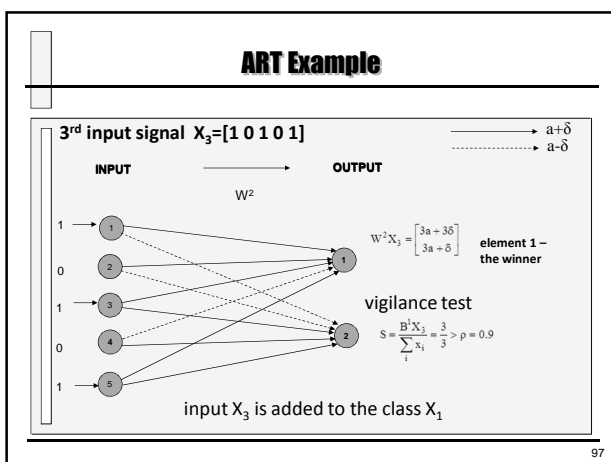 ART Example
3rd input signal X3=[1 0 1 0 1]
a+δ
a-δ
INPUT
OUTPUT
W2
1
1
0
2
1
3
0
4
1
5
1
2
W2X3 = [3a + 3δ
3a + δ]
element 1 –
the winner
vigilance test
S = B1X3 / ∑i xi = 3/3 > ρ = 0.9
input X3 is added to the class X1
97